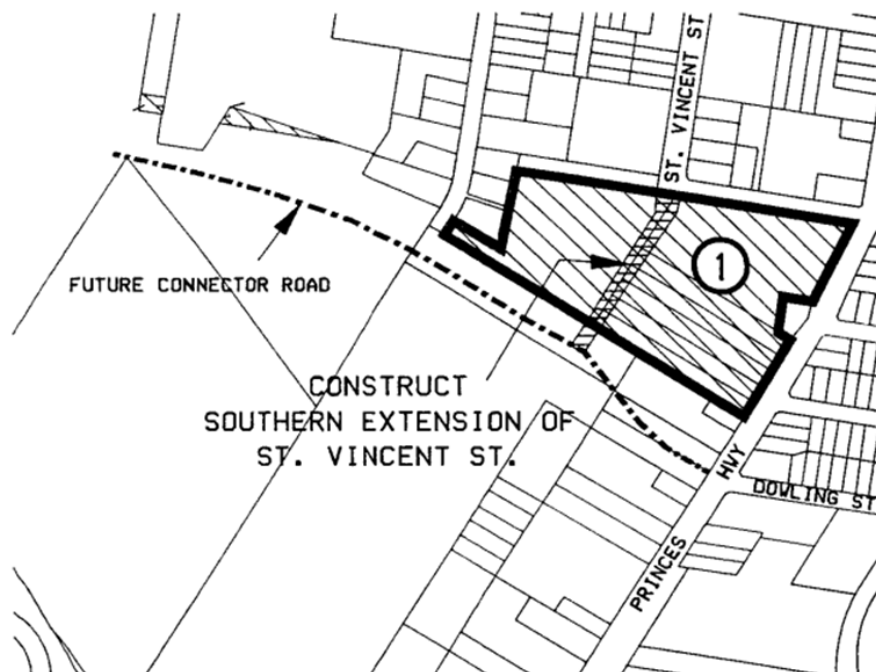 ST. VINCENT ST
1
FUTURE CONNECTOR ROAD
CONSTRUCT
SOUTHERN EXTENSION OF
ST. VINCENT ST.
PRINCES HWY
DOWLING ST